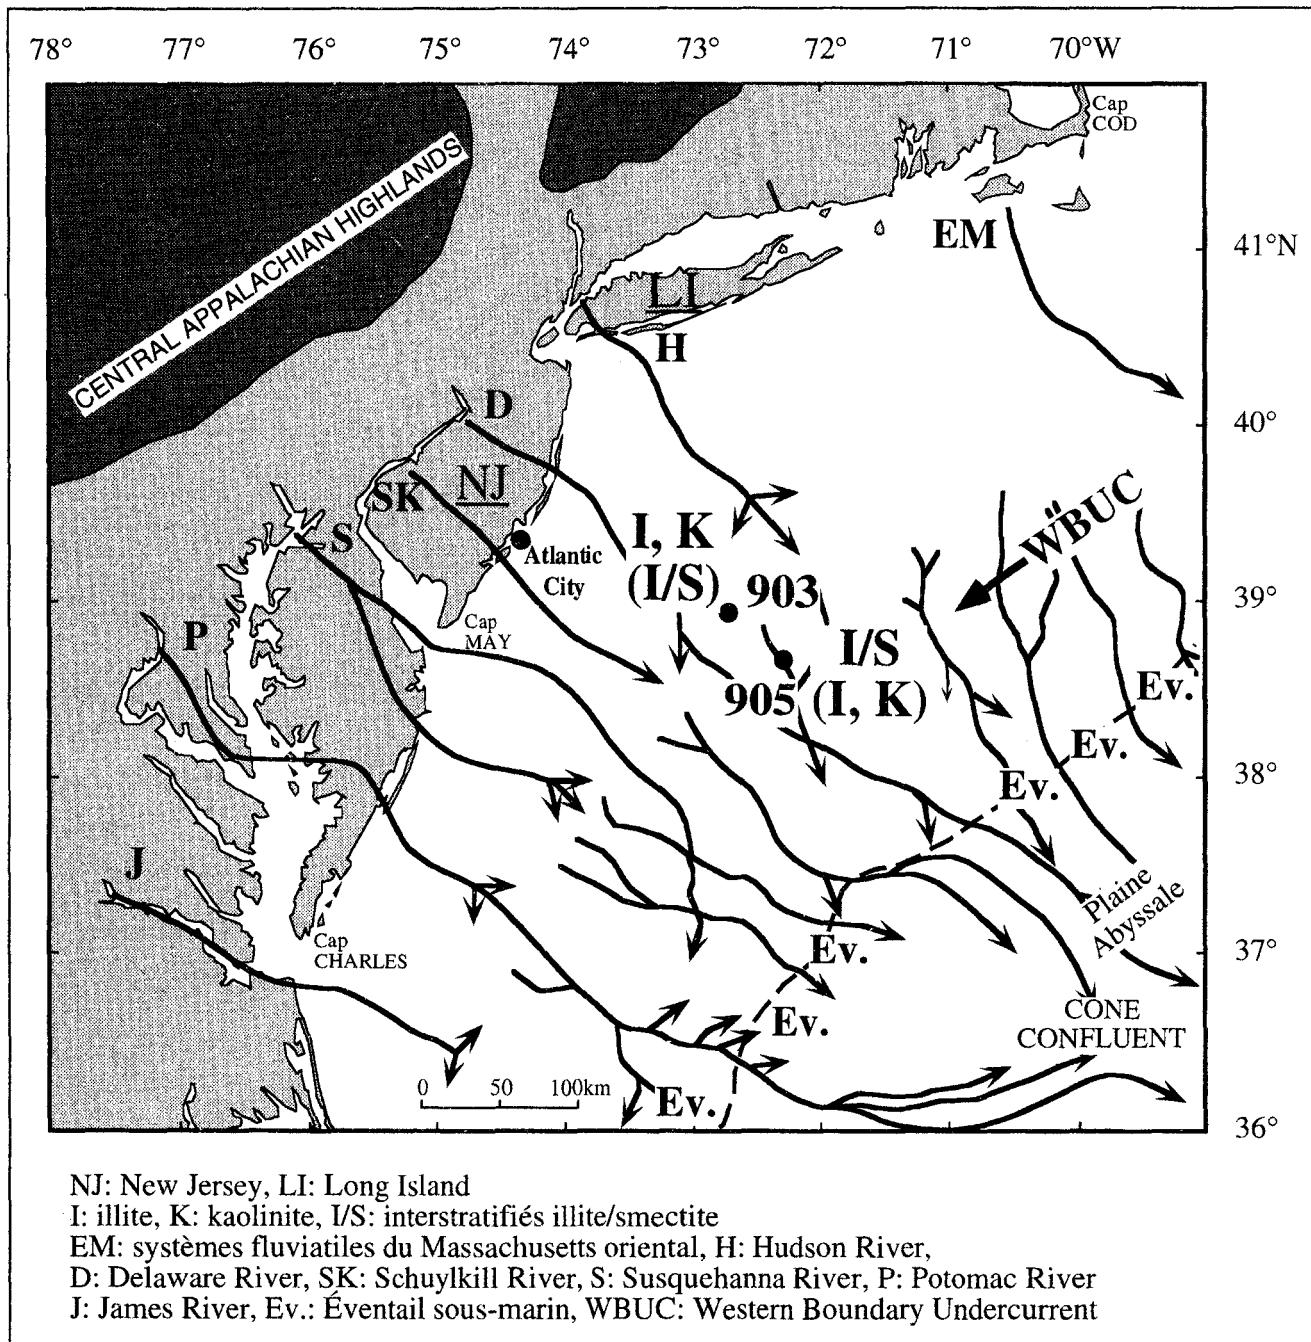 78° 77° 76° 75° 74° 73° 72° 71° 70°W
Cap
COD
CENTRAL APPALACHIAN HIGHLANDS
EM
41°N
LI
H
D
40°
NJ
SK
S
I, K
(I/S)
WBUC
Atlantic
City
903
39°
Cap
MAY
P
I/S
(I, K)
905
Ev.
Ev.
Ev.
38°
J
Plaine
Abyssale
Cap
CHARLES
Ev.
37°
CONE
CONFLUENT
Ev.
0 50 100km
Ev.
36°
NJ: New Jersey, LI: Long Island
I: illite, K: kaolinite, I/S: interstratifiés illite/smectite
EM: systèmes fluviatiles du Massachusetts oriental, H: Hudson River,
D: Delaware River, SK: Schuylkill River, S: Susquehanna River, P: Potomac River
J: James River, Ev.: Éventail sous-marin, WBUC: Western Boundary Undercurrent